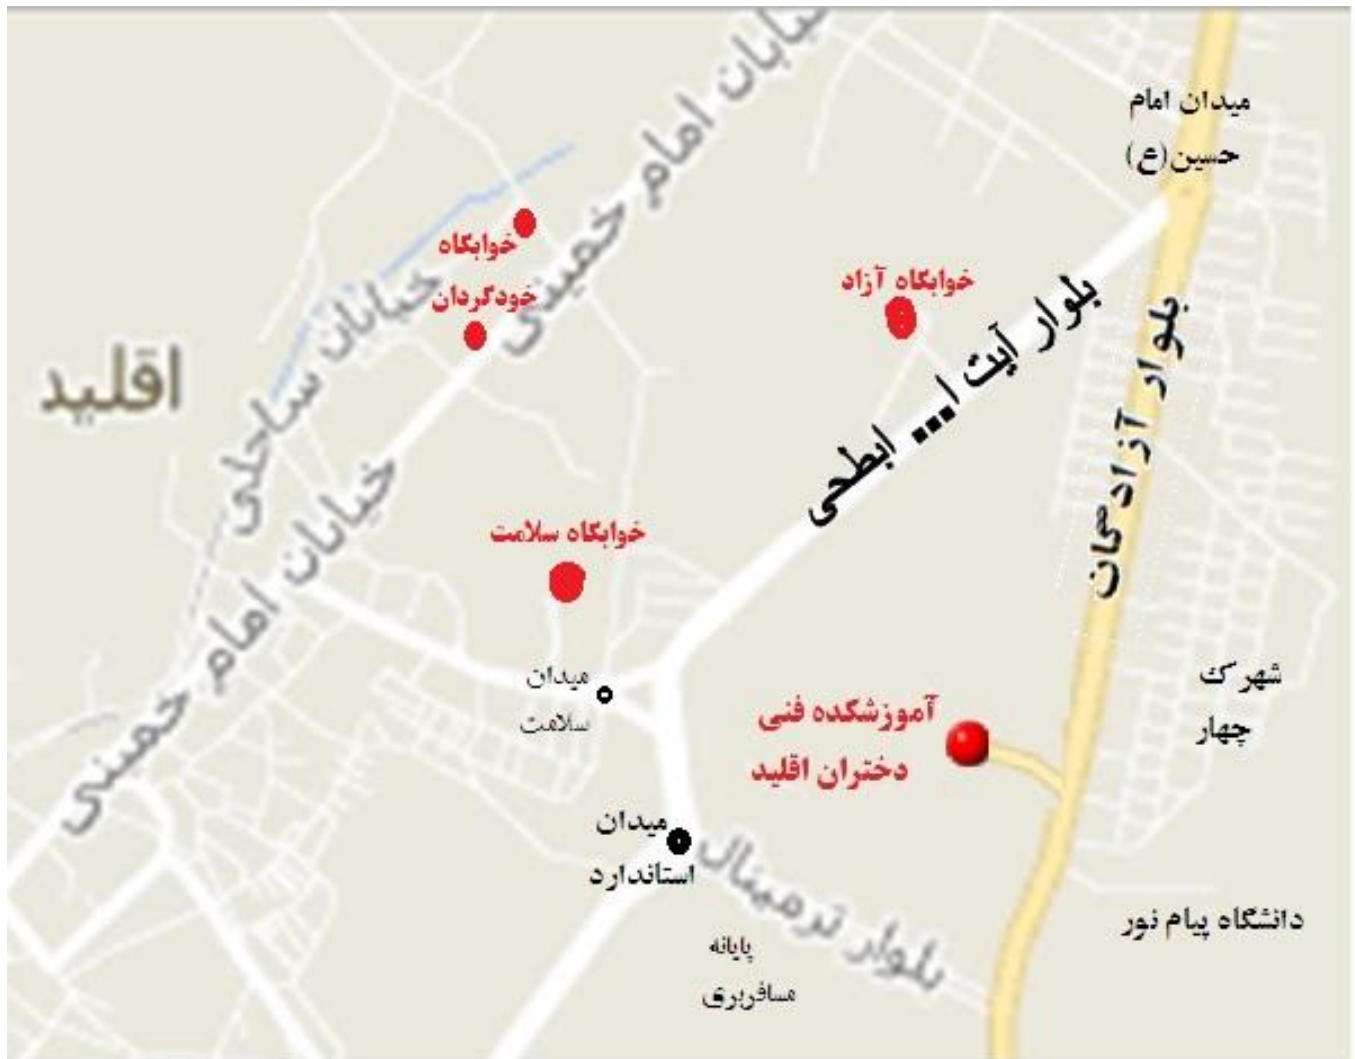 خیابان امام خمینی
میدان امام
حسین(ع)
خوابگاه
خودگردان
خیابان ساحلی
خوابگاه آزاد
بلوار آیت ا... ابطحی
بلوار آزادگان
اقلید
خیابان امام خمینی
خوابگاه سلامت
میدان
سلامت
آموزشکده فنی
دختران اقلید
شهرک
چهار
میدان
استاندارد
بلوار ترمینال
پایانه
مسافربری
دانشگاه پیام نور